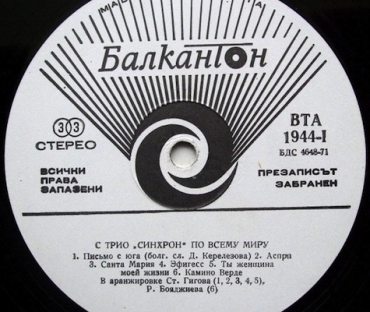 Балкантон
33
СТЕРЕО
ВТА
1944-I
БДС 4648-71
ВСИЧКИ
ПРАВА
ЗАПАЗЕНИ
ПРЕЗАПИСЪТ
ЗАБРАНЕН
С ТРИО „СИНХРОН" ПО ВСЕМУ МИРУ
1. Письмо с юга (болг. сл. Д. Керелезова) 2. Аспри
3. Санта Мария 4. Эфигесс 5. Ты женщина
моей жизни 6. Камино Верде
В аранжировке Ст. Гигова (1, 2, 3, 4, 5),
Р. Бояджиева (6)